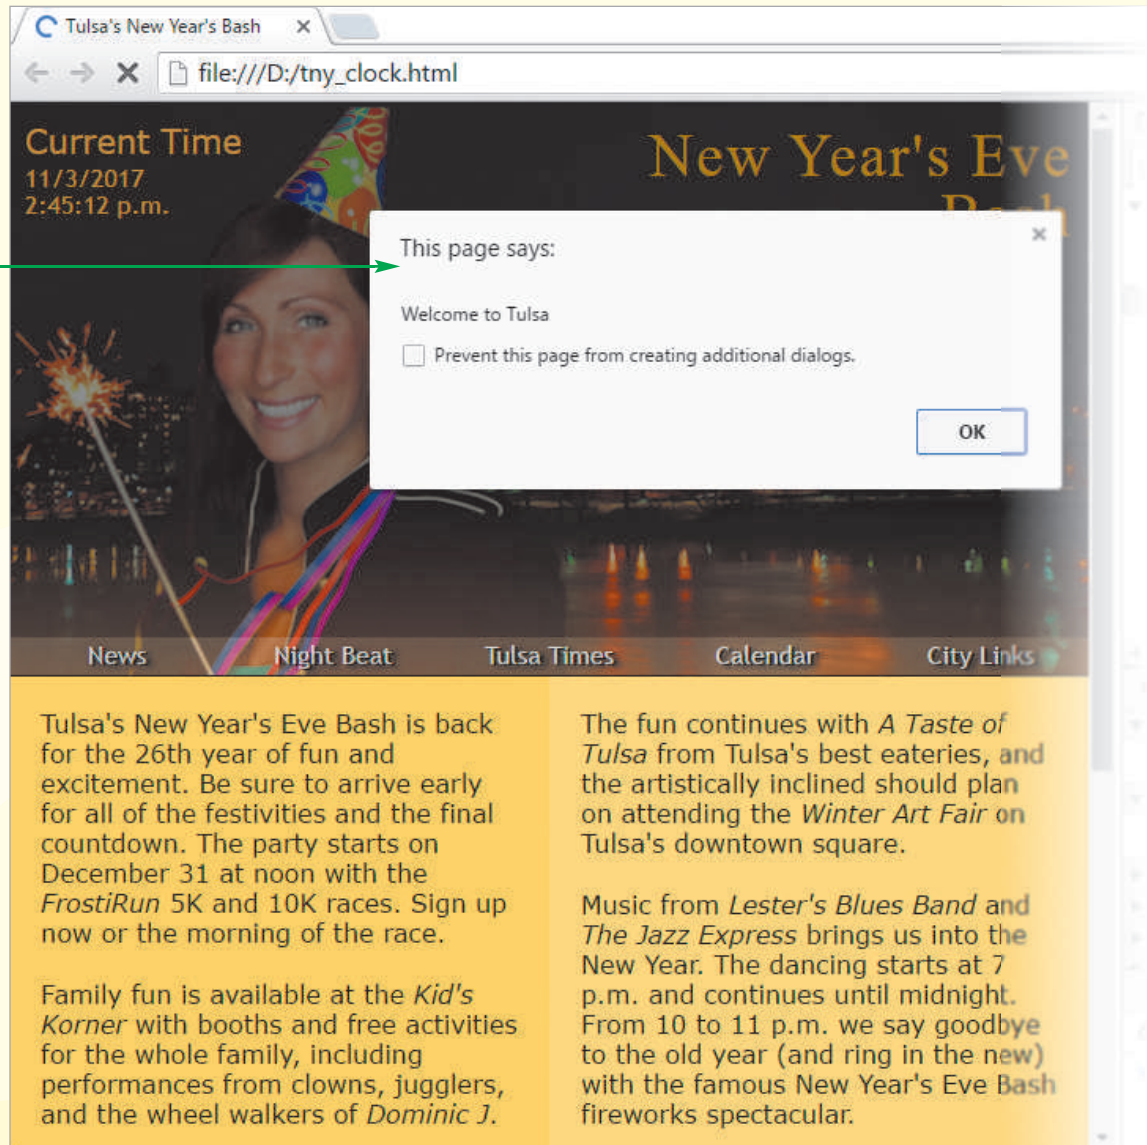 Tulsa's New Year's Bash
file:///D:/tny_clock.html
Current Time
11/3/2017
2:45:12 p.m.
New Year's Eve
Bash
This page says:
Welcome to Tulsa
Prevent this page from creating additional dialogs.
OK
News Night Beat Tulsa Times Calendar City Links
Tulsa's New Year's Eve Bash is back
for the 26th year of fun and
excitement. Be sure to arrive early
for all of the festivities and the final
countdown. The party starts on
December 31 at noon with the
FrostiRun 5K and 10K races. Sign up
now or the morning of the race.
Family fun is available at the Kid's
Korner with booths and free activities
for the whole family, including
performances from clowns, jugglers,
and the wheel walkers of Dominic J.
The fun continues with A Taste of
Tulsa from Tulsa's best eateries, and
the artistically inclined should plan
on attending the Winter Art Fair on
Tulsa's downtown square.
Music from Lester's Blues Band and
The Jazz Express brings us into the
New Year. The dancing starts at 7
p.m. and continues until midnight.
From 10 to 11 p.m. we say goodbye
to the old year (and ring in the new)
with the famous New Year's Eve Bash
fireworks spectacular.